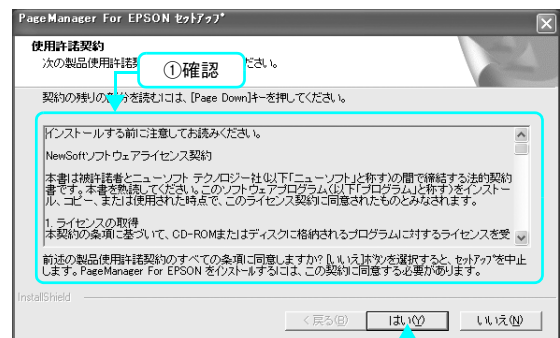 PageManager For EPSON ｾｯﾄｱｯﾌﾟ
使用許諾契約
次の製品使用許諾契 ださい。
①確認
契約の残りの部分を読むには、[Page Down]ｷｰを押してください。
インストールする前に注意してお読みください。
NewSoftソフトウェアライセンス契約
本書は被許諾者とニューソフト テクノロジー社(以下「ニューソフト」と称す)の間で締結する法的契約
書です。本書を熟読してください。このソフトウェアプログラム(以下「プログラム」と称す)をインストー
ル、コピー、または使用された時点で、このライセンス契約に同意されたものとみなされます。
1. ライセンスの取得
本契約の条項に基づいて、CD-ROMまたはディスクに格納されるプログラムに対するライセンスを受
前述の製品使用許諾契約のすべての条項に同意しますか? [いいえ]ﾎﾞﾀﾝを選択すると、ｾｯﾄｱｯﾌﾟを中止
します。PageManager For EPSON をｲﾝｽﾄｰﾙするには、この契約に同意する必要があります。
InstallShield
< 戻る(B) はい(Y) いいえ(N)